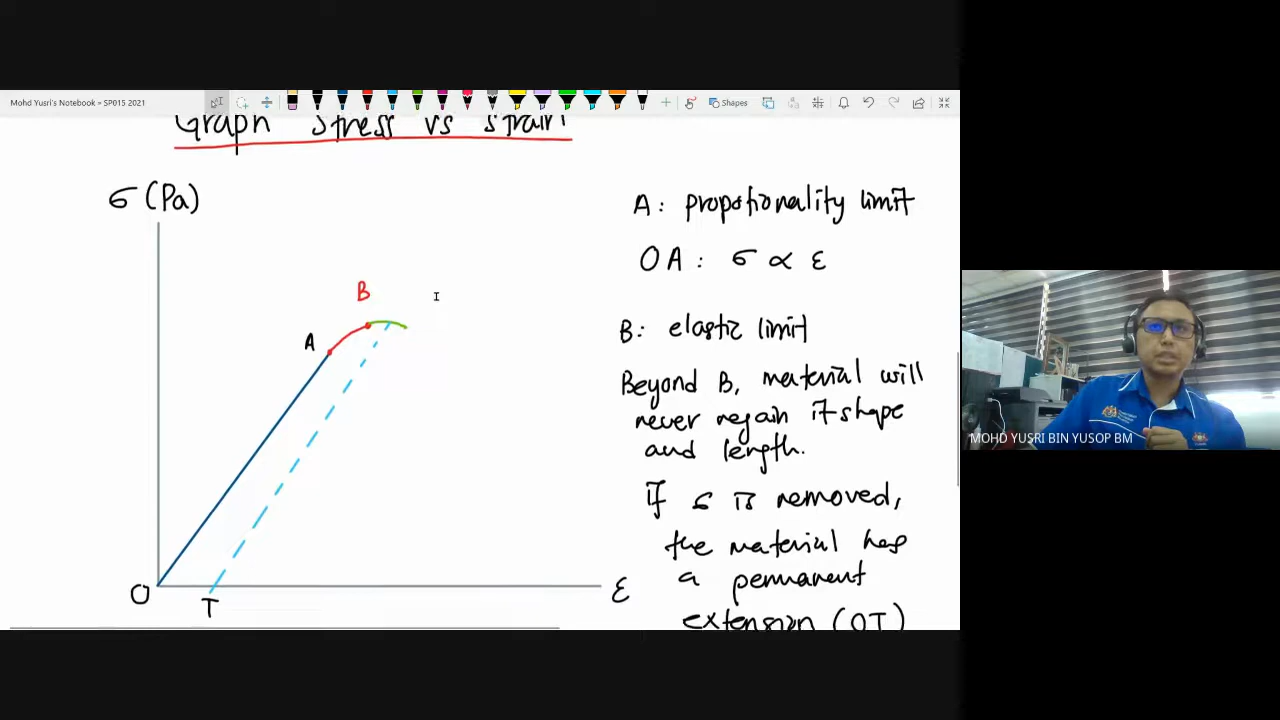 Mohd Yusri's Notebook » SP015 2021
Shapes
Graph Stress vs Strain
σ (Pa)
A
B
O
T
ε
A: propotionality limit
OA: σ ∝ ε
B: elastic limit
Beyond B, material will
never regain it shape
and length.
If σ is removed,
the material has
a permanent
extension (OT)
MOHD YUSRI BIN YUSOP BM